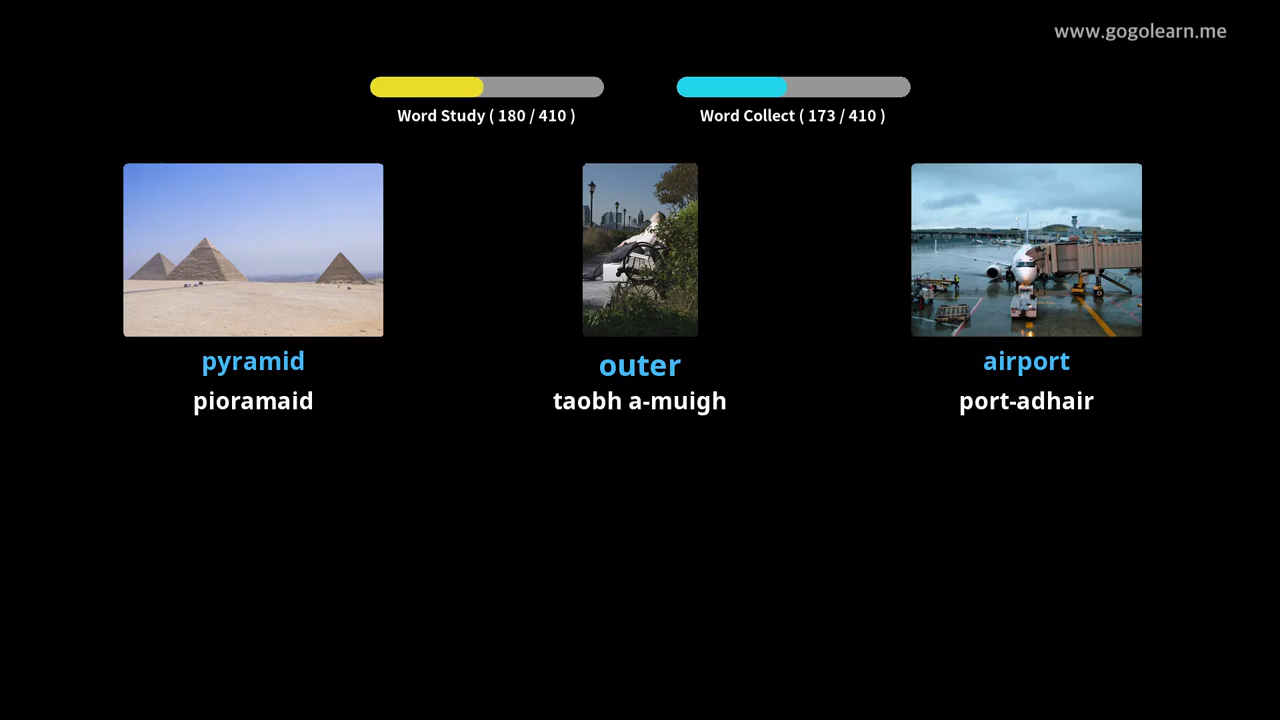 www.gogolearn.me
Word Study ( 180 / 410 )
Word Collect ( 173 / 410 )
pyramid
outer
airport
pioramaid
taobh a-muigh
port-adhair